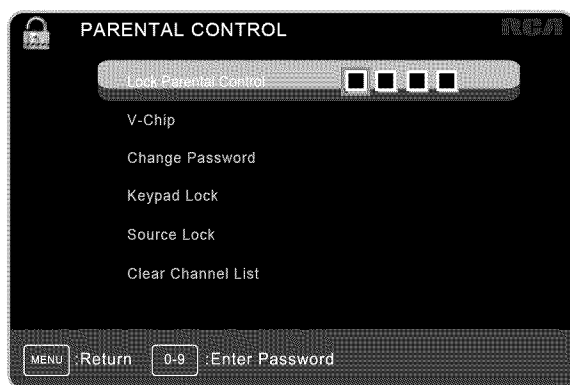 PARENTAL CONTROL
RCA
Lock Parental Control
V-Chip
Change Password
Keypad Lock
Source Lock
Clear Channel List
MENU :Return 0-9 :Enter Password